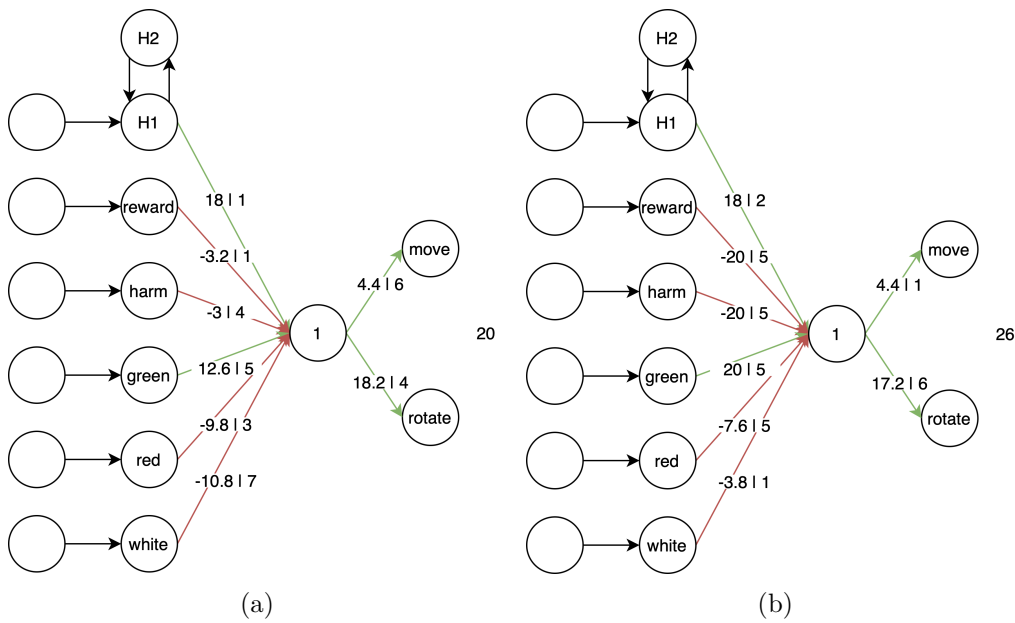 H2
H1
reward
harm
green
red
white
18 | 1
-3.2 | 1
-3 | 4
12.6 | 5
-9.8 | 3
-10.8 | 7
1
4.4 | 6
18.2 | 4
move
rotate
20
(a)
H2
H1
reward
harm
green
red
white
18 | 2
-20 | 5
-20 | 5
20 | 5
-7.6 | 5
-3.8 | 1
1
4.4 | 1
17.2 | 6
move
rotate
26
(b)